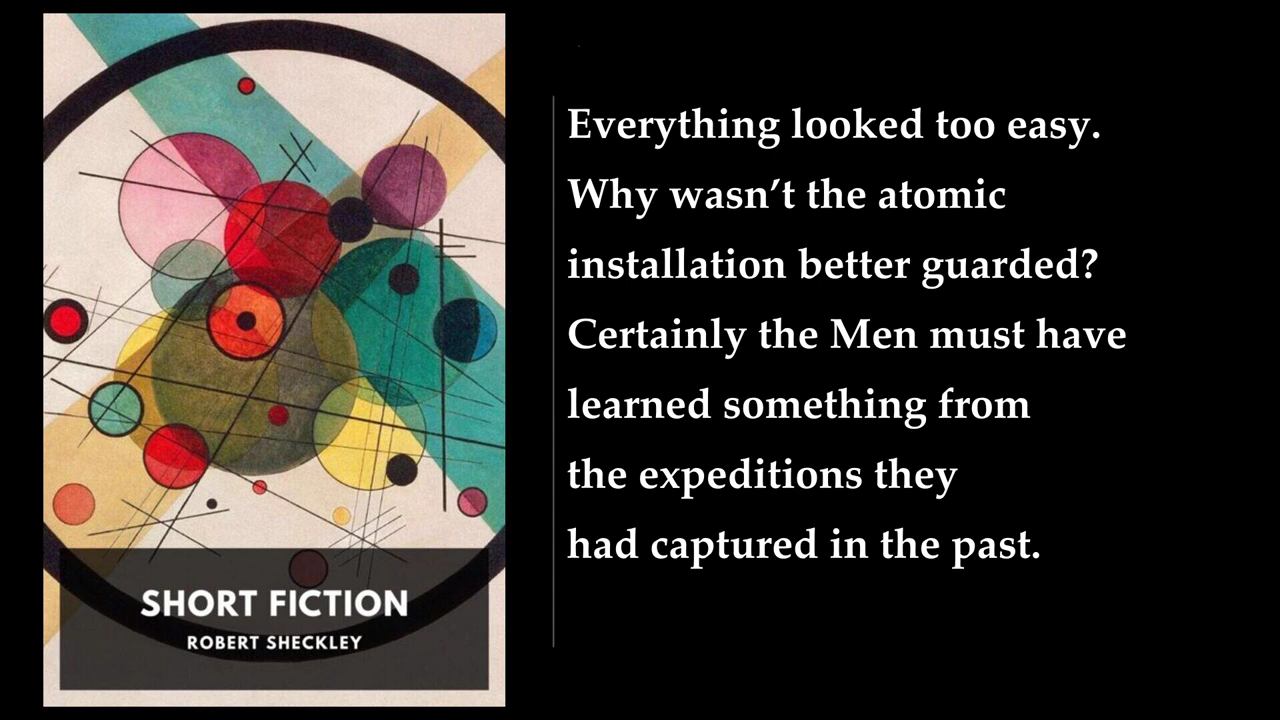 SHORT FICTION
ROBERT SHECKLEY
Everything looked too easy.
Why wasn’t the atomic
installation better guarded?
Certainly the Men must have
learned something from
the expeditions they
had captured in the past.